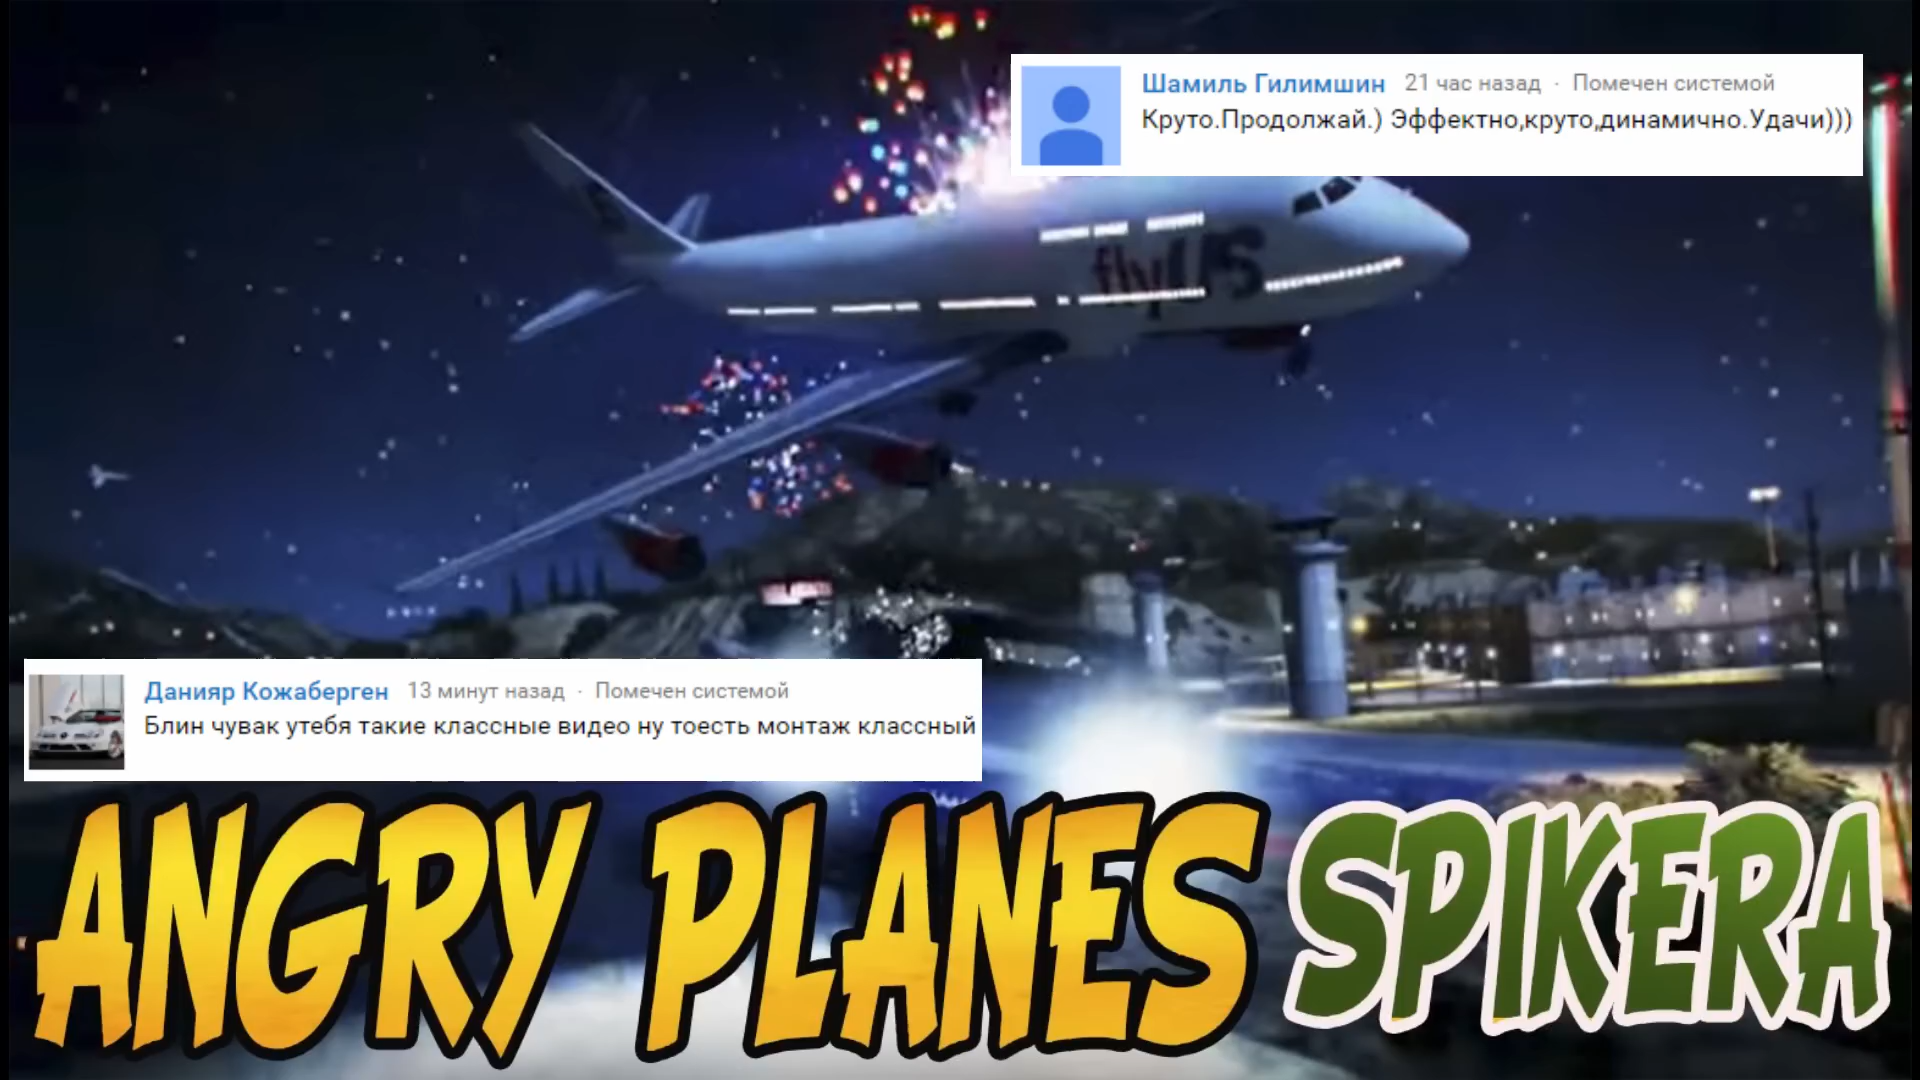 Шамиль Гилимшин 21 час назад · Помечен системой
Круто.Продолжай.) Эффектно,круто,динамично.Удачи)))
flyUS
Данияр Кожаберген 13 минут назад · Помечен системой
Блин чувак утебя такие классные видео ну тоесть монтаж классный
ANGRY PLANES SPIKERA